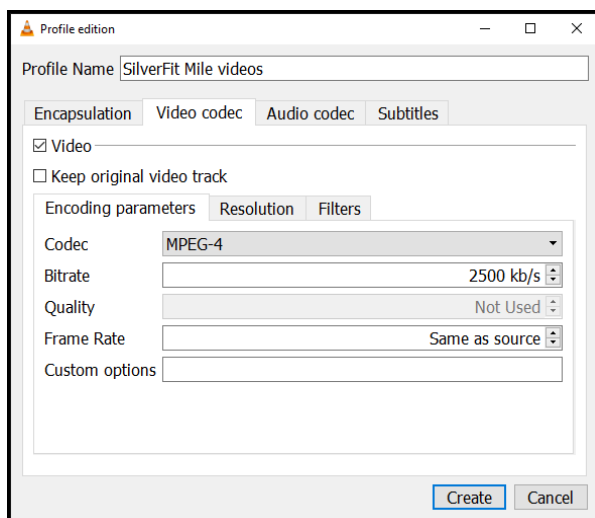 Profile edition
Profile Name SilverFit Mile videos
Encapsulation Video codec Audio codec Subtitles
Video
Keep original video track
Encoding parameters Resolution Filters
Codec MPEG-4
Bitrate 2500 kb/s
Quality Not Used
Frame Rate Same as source
Custom options
Create Cancel